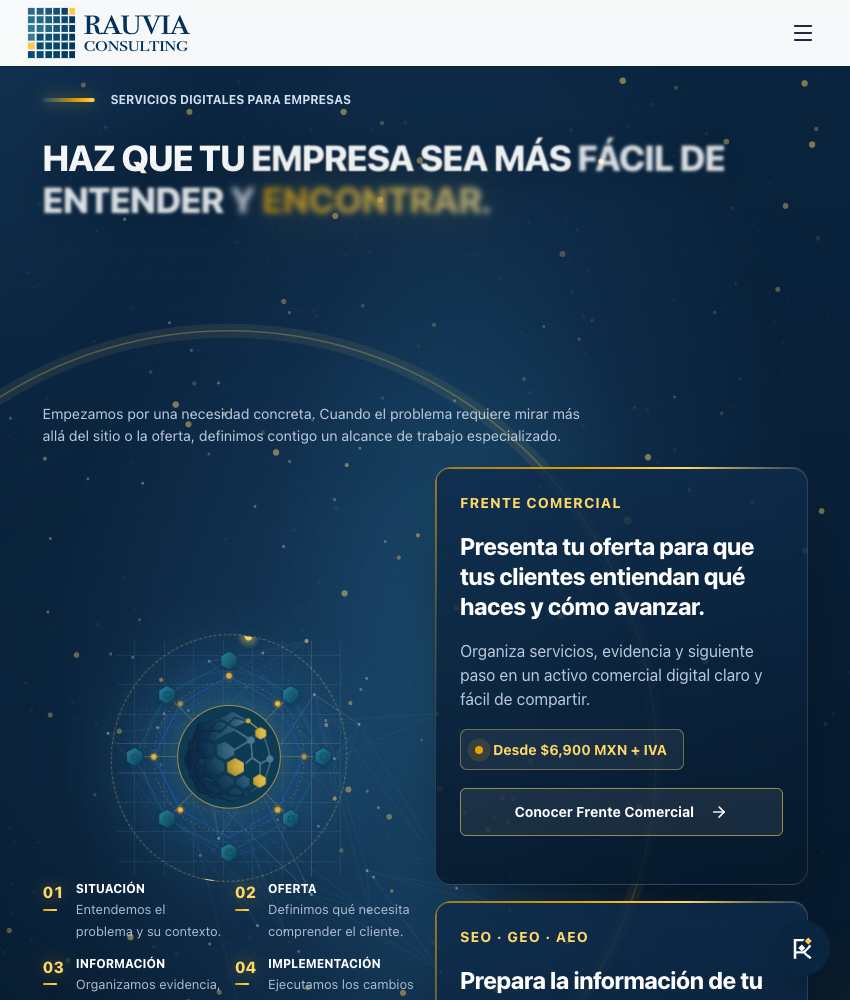 RAUVIA
CONSULTING
SERVICIOS DIGITALES PARA EMPRESAS
HAZ QUE TU EMPRESA SEA MÁS FÁCIL DE
ENTENDER Y ENCONTRAR.
Empezamos por una necesidad concreta. Cuando el problema requiere mirar más
allá del sitio o la oferta, definimos contigo un alcance de trabajo especializado.
FRENTE COMERCIAL
Presenta tu oferta para que
tus clientes entiendan qué
haces y cómo avanzar.
Organiza servicios, evidencia y siguiente
paso en un activo comercial digital claro y
fácil de compartir.
Desde $6,900 MXN + IVA
Conocer Frente Comercial
01 SITUACIÓN
Entendemos el
problema y su contexto.
02 OFERTA
Definimos qué necesita
comprender el cliente.
03 INFORMACIÓN
Organizamos evidencia,
04 IMPLEMENTACIÓN
Ejecutamos los cambios
SEO · GEO · AEO
Prepara la información de tu